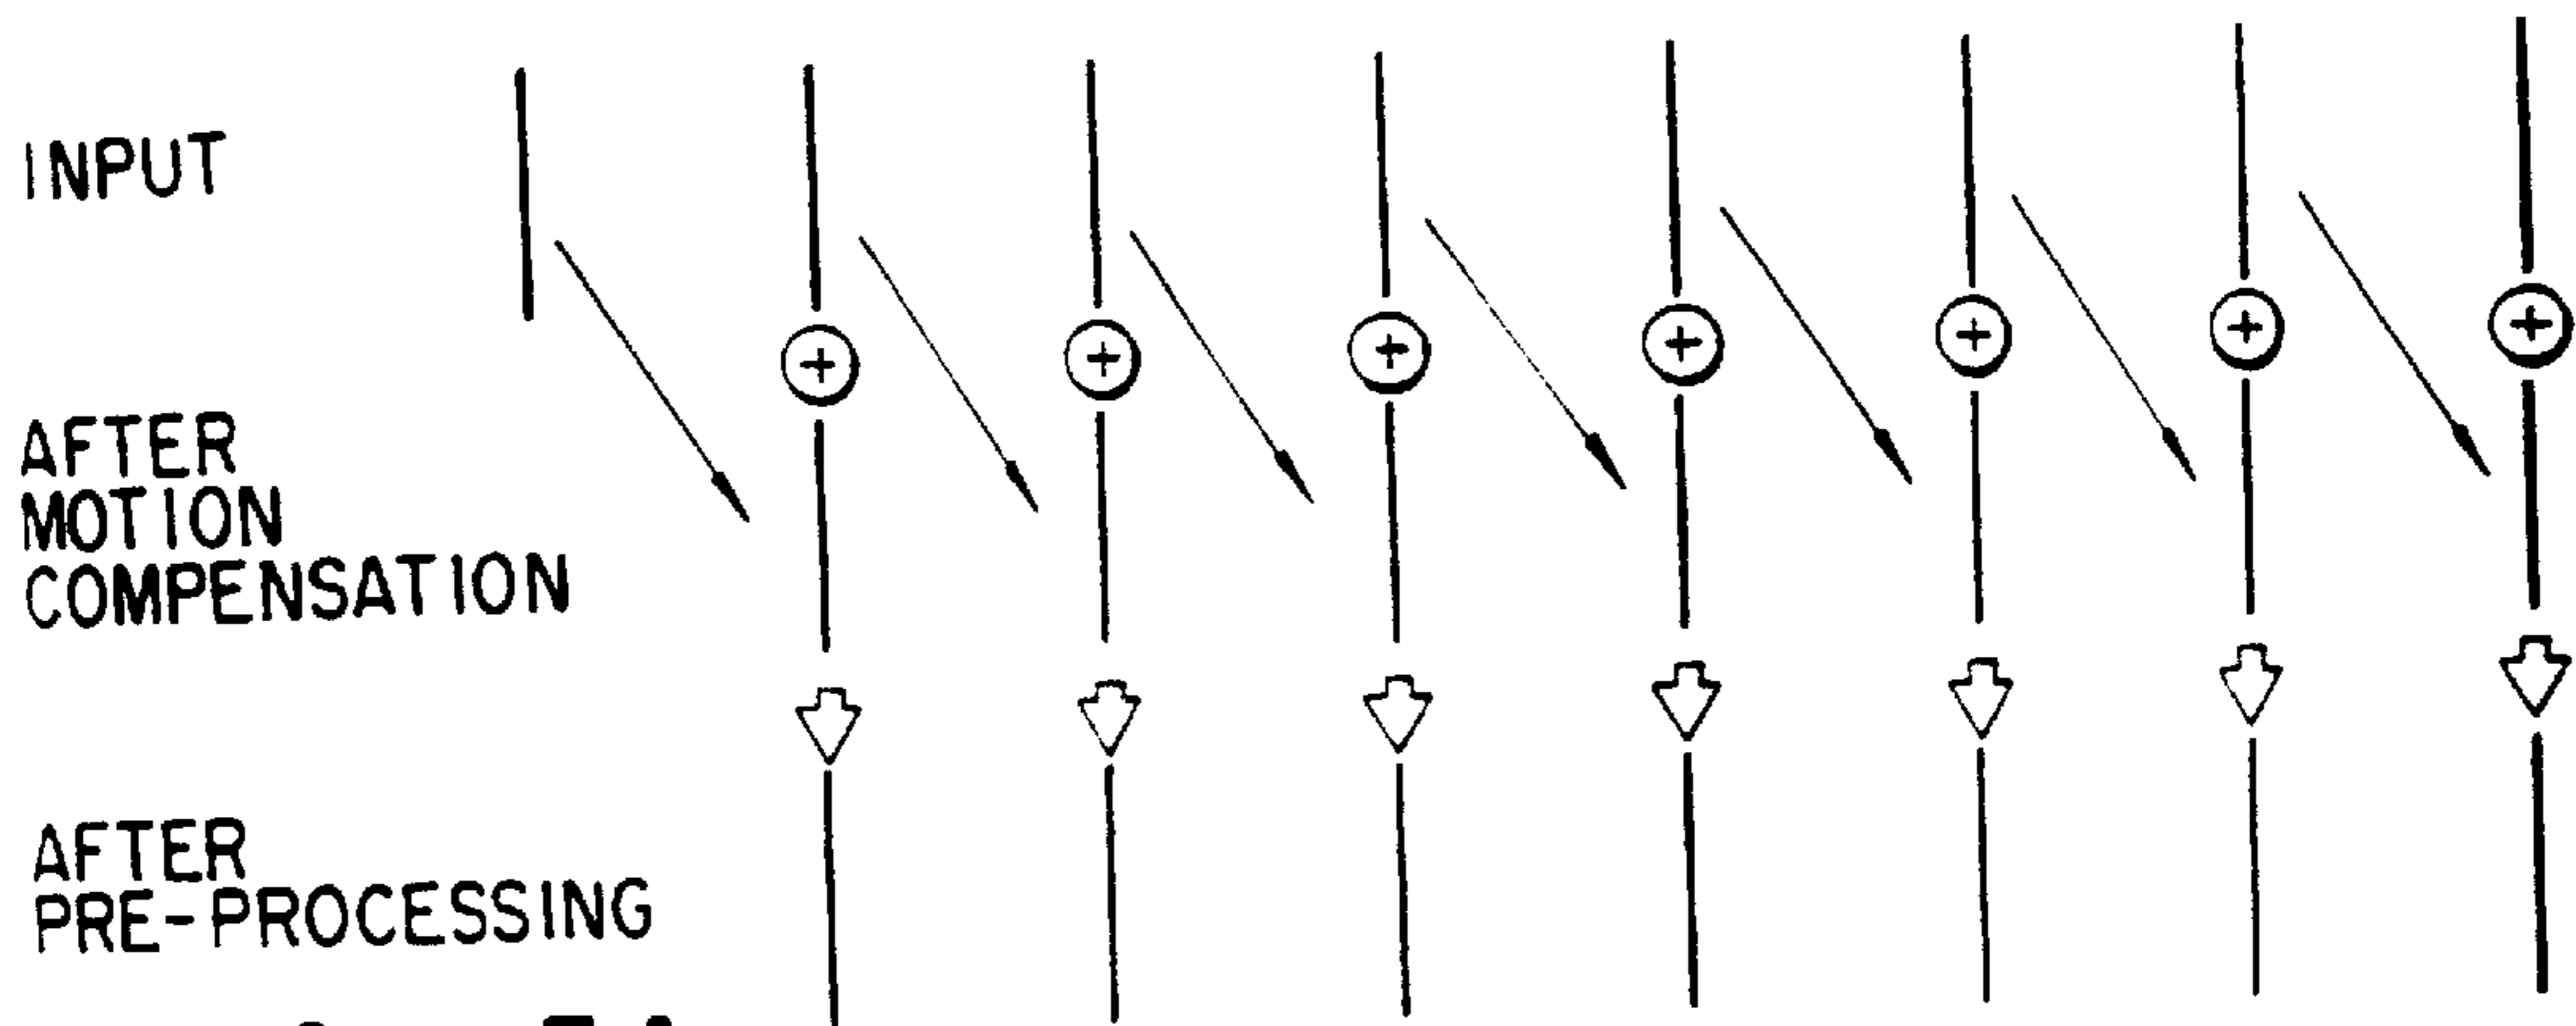 INPUT
AFTER
MOTION
COMPENSATION
AFTER
PRE-PROCESSING